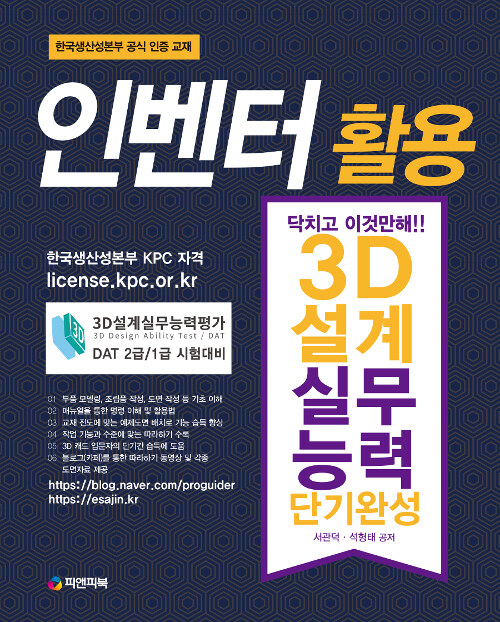 한국생산성본부 공식 인증 교재
인벤터 활용
닥치고 이것만해!!
3D
설계
실무
능력
단기완성
서관덕 · 석형태 공저
한국생산성본부 KPC 자격
license.kpc.or.kr
3D
3D설계실무능력평가
3D Design Ability Test / DAT
DAT 2급/1급 시험대비
01 부품 모델링, 조립품 작성, 도면 작성 등 기초 이해
02 매뉴얼을 통한 명령 이해 및 활용법
03 교재 진도에 맞는 예제도면 배치로 기능 습득 향상
04 작업 기능과 수준에 맞는 따라하기 수록
05 3D 캐드 입문자의 단기간 습득에 도움
06 블로그(카페)를 통한 따라하기 동영상 및 각종
도면자료 제공
https://blog.naver.com/proguider
https://esajin.kr
피앤피북